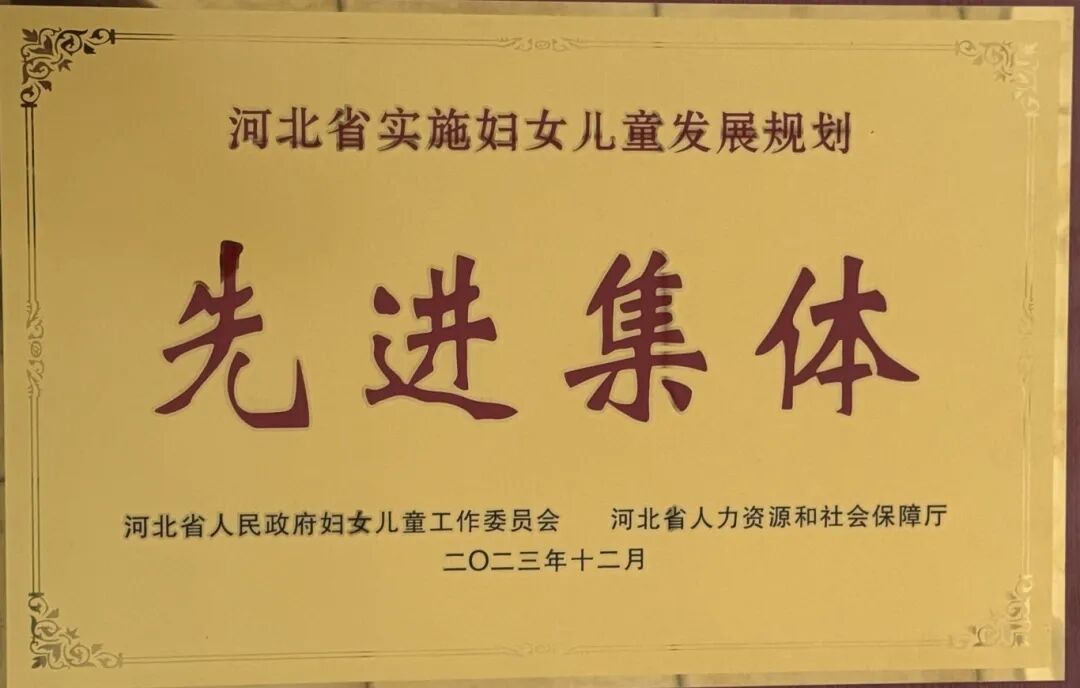 河北省实施妇女儿童发展规划
先进集体
河北省人民政府妇女儿童工作委员会 河北省人力资源和社会保障厅
二〇二三年十二月